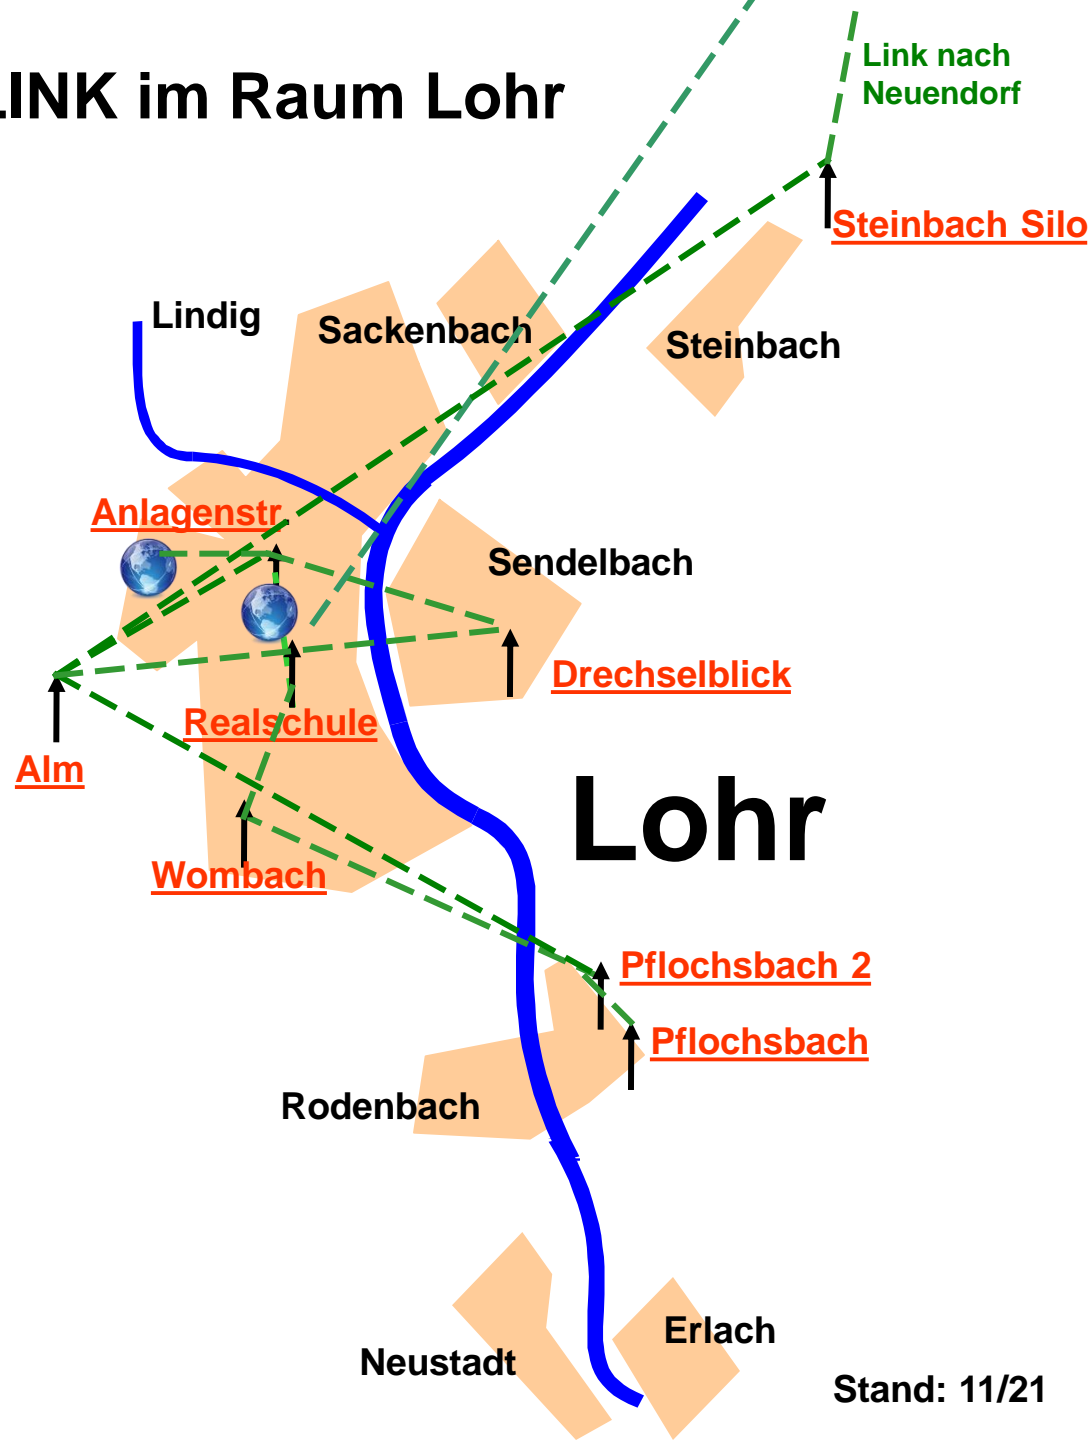 LINK im Raum Lohr
Link nach
Neuendorf
Steinbach Silo
Lindig
Sackenbach
Steinbach
Anlagenstr.
Sendelbach
Drechselblick
Realschule
Alm
Lohr
Wombach
Pflochsbach 2
Pflochsbach
Rodenbach
Erlach
Neustadt
Stand: 11/21